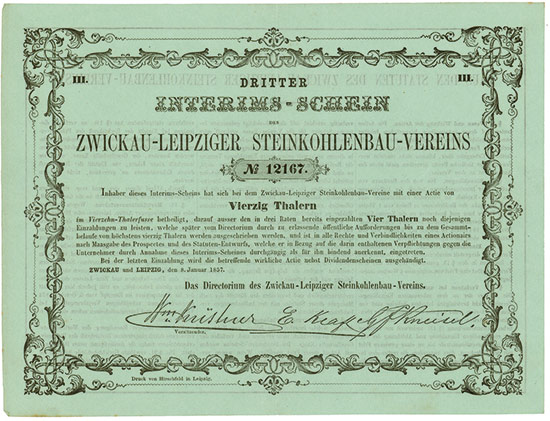 III. III.
DRITTER
INTERIMS-SCHEIN
DES
ZWICKAU-LEIPZIGER STEINKOHLENBAU-VEREINS
№ 12167.
Inhaber dieses Interims-Scheins hat sich bei dem Zwickau-Leipziger Steinkohlenbau-Vereine mit einer Actie von
Vierzig Thalern
im Vierzehn-Thalerfusse betheiligt, darauf ausser den in drei Raten bereits eingezahlten Vier Thalern noch diejenigen
Einzahlungen zu leisten, welche später vom Directorium durch zu erlassende öffentliche Aufforderungen bis zu dem Gesammt-
belaufe von höchstens vierzig Thalern werden ausgeschrieben werden, und ist in alle Rechte und Verbindlichkeiten eines Actionärs
nach Maassgabe des Prospectes und des Statuten-Entwurfs, welche er in Bezug auf die darin enthaltenen Verpflichtungen gegen die
Unternehmer durch Annahme dieses Interims-Scheines durchgängig als für ihn bindend anerkennt, eingetreten.
Bei der letzten Einzahlung wird die betreffende wirkliche Actie nebst Dividendenscheinen ausgehändigt.
ZWICKAU und LEIPZIG, den 8. Januar 1857.
Das Directorium des Zwickau-Leipziger Steinkohlenbau-Vereins.
Vorsitzender.
Druck von Hirschfeld in Leipzig.